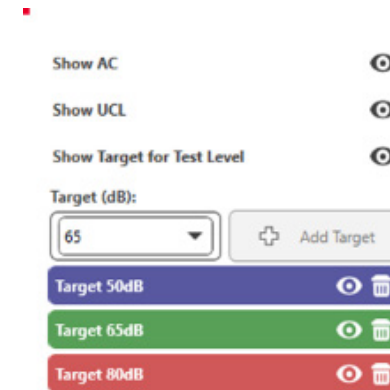 Show AC
Show UCL
Show Target for Test Level
Target (dB):
65 Add Target
Target 50dB
Target 65dB
Target 80dB